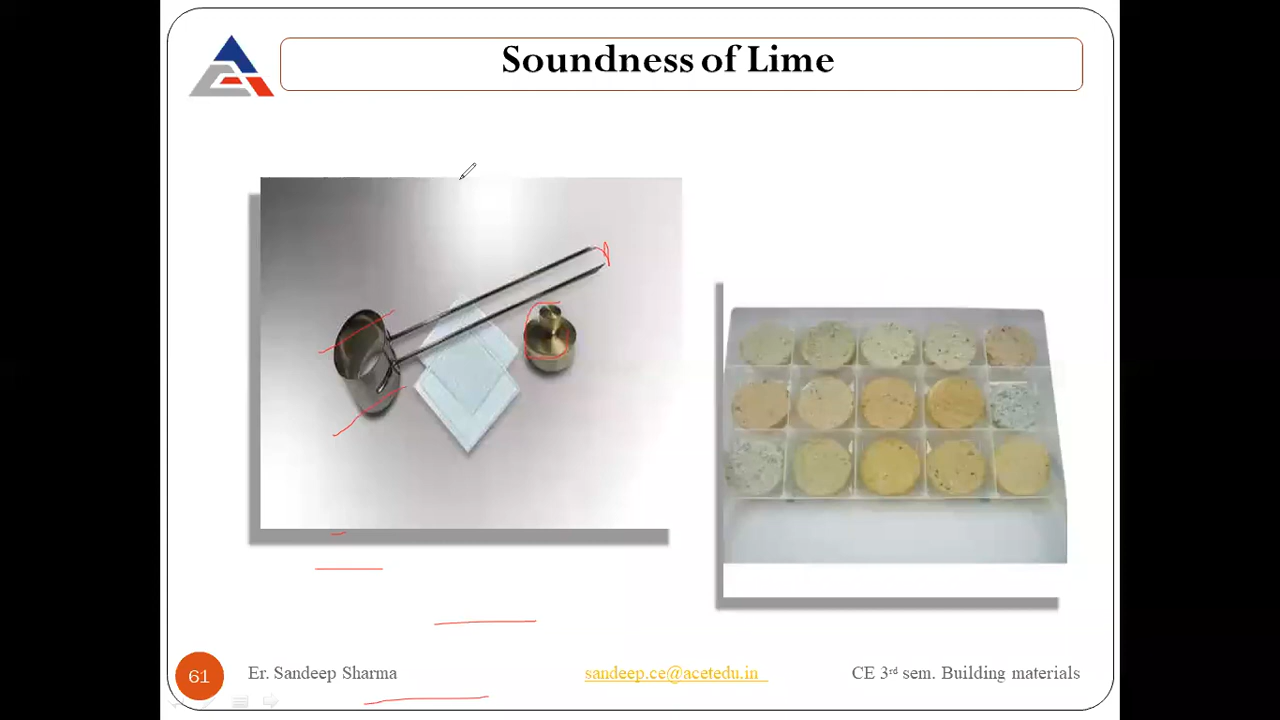 Soundness of Lime
61
Er. Sandeep Sharma
sandeep.ce@acetedu.in
CE 3rd sem. Building materials